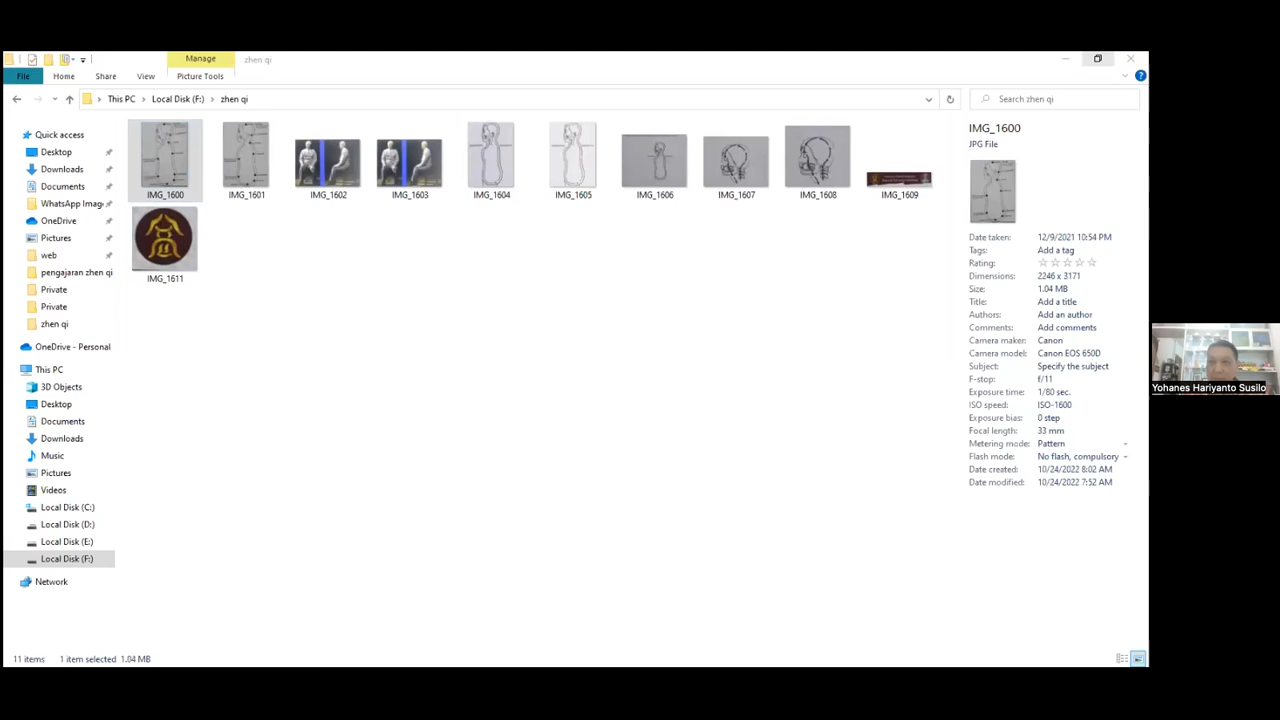 Manage
zhen qi
File
Home
Share
View
Picture Tools
This PC
Local Disk (F:)
zhen qi
Search zhen qi
Quick access
Desktop
Downloads
Documents
WhatsApp Imag
OneDrive
Pictures
web
pengajaran zhen qi
Private
Private
zhen qi
OneDrive - Personal
This PC
3D Objects
Desktop
Documents
Downloads
Music
Pictures
Videos
Local Disk (C:)
Local Disk (D:)
Local Disk (E:)
Local Disk (F:)
Network
IMG_1600
IMG_1601
IMG_1602
IMG_1603
IMG_1604
IMG_1605
IMG_1606
IMG_1607
IMG_1608
IMG_1609
IMG_1611
IMG_1600
JPG File
Date taken: 12/9/2021 10:54 PM
Tags: Add a tag
Rating:
Dimensions: 2246 x 3171
Size: 1.04 MB
Title: Add a title
Authors: Add an author
Comments: Add comments
Camera maker: Canon
Camera model: Canon EOS 650D
Subject: Specify the subject
F-stop: f/11
Exposure time: 1/80 sec.
ISO speed: ISO-1600
Exposure bias: 0 step
Focal length: 33 mm
Metering mode: Pattern
Flash mode: No flash, compulsory
Date created: 10/24/2022 8:02 AM
Date modified: 10/24/2022 7:52 AM
Yohanes Hariyanto Susilo
11 items
1 item selected 1.04 MB